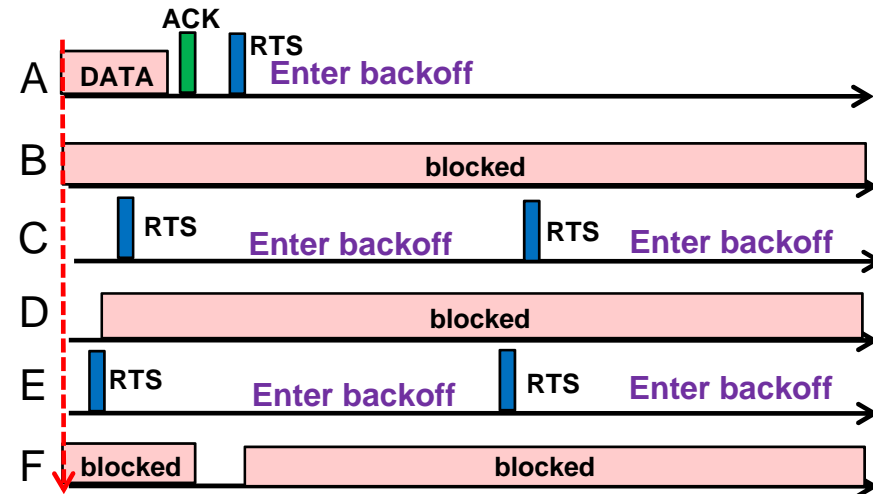 ACK
RTS
A DATA Enter backoff
B blocked
C RTS Enter backoff RTS Enter backoff
D blocked
E RTS Enter backoff RTS Enter backoff
F blocked blocked